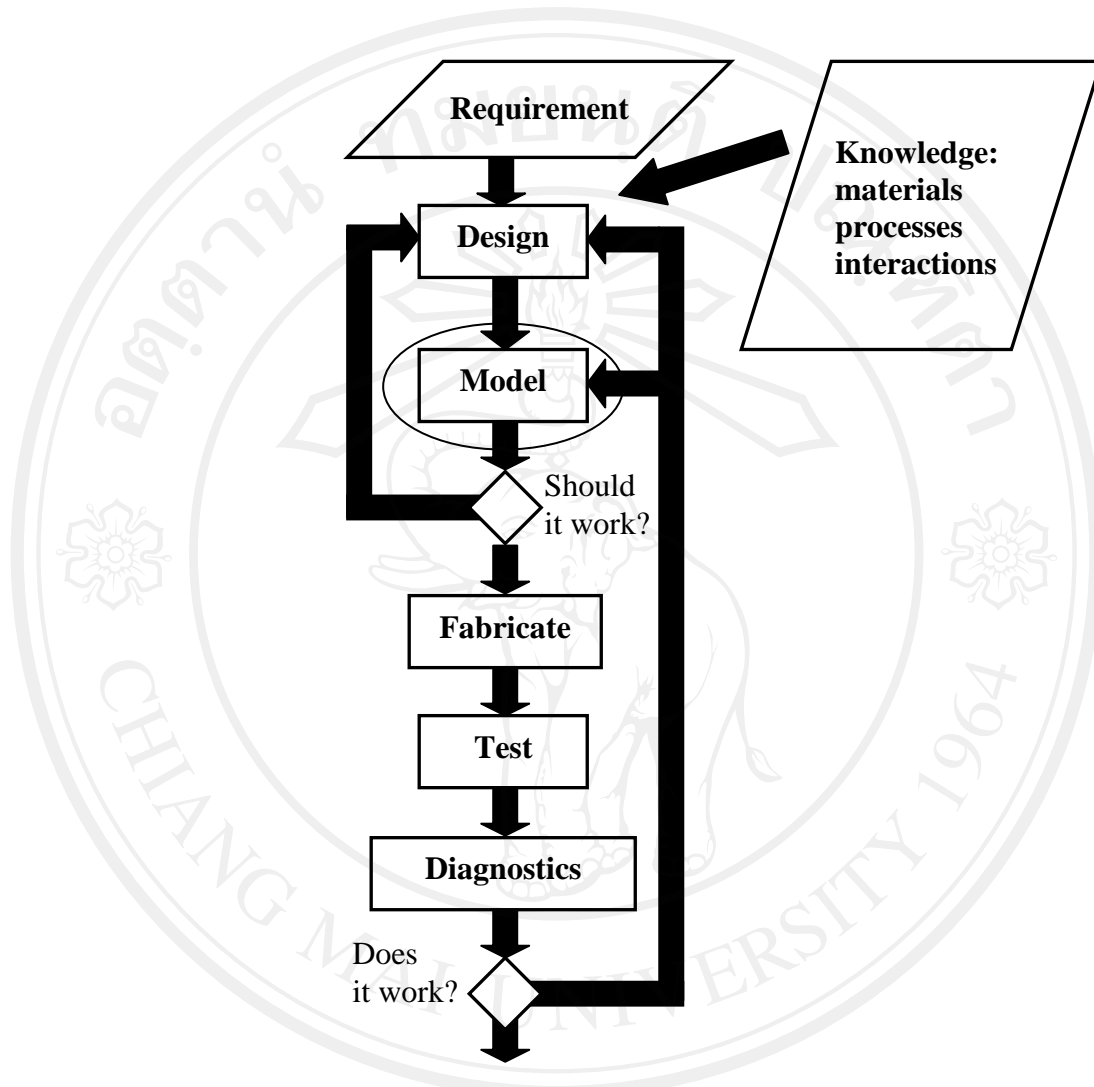 Requirement
Knowledge:
materials
processes
interactions
Design
Model
Should
it work?
Fabricate
Test
Diagnostics
Does
it work?
CHIANG MAI UNIVERSITY 1964